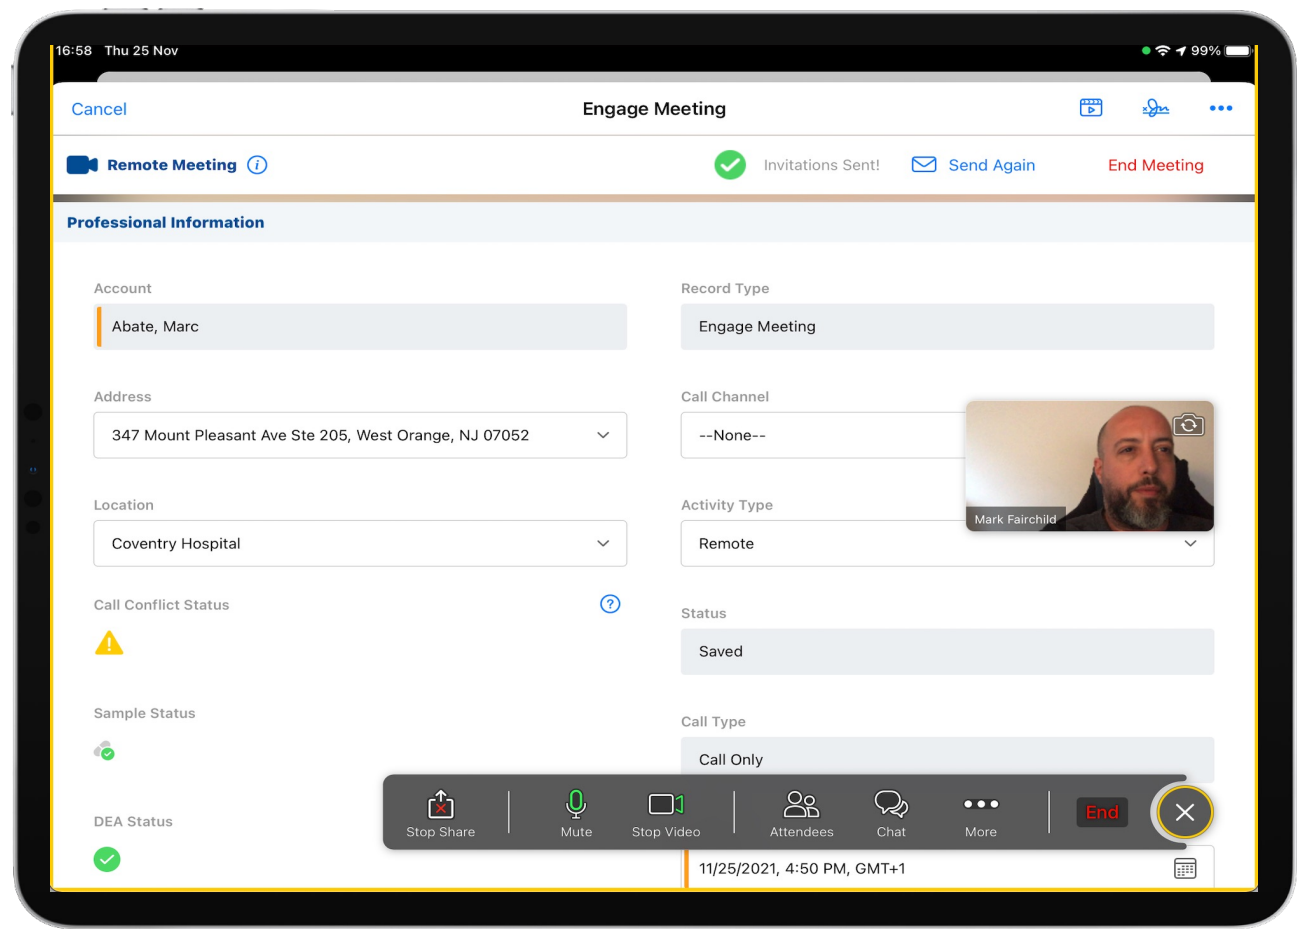 16:58 Thu 25 Nov 99%
Cancel Engage Meeting
Remote Meeting Invitations Sent! Send Again End Meeting
Professional Information
Account Record Type
Abate, Marc Engage Meeting
Address Call Channel
347 Mount Pleasant Ave Ste 205, West Orange, NJ 07052 --None--
Location Activity Type
Mark Fairchild
Coventry Hospital Remote
Call Conflict Status
Status
Saved
Sample Status
Call Type
Call Only
DEA Status
Stop Share Mute Stop Video Attendees Chat More End
11/25/2021, 4:50 PM, GMT+1